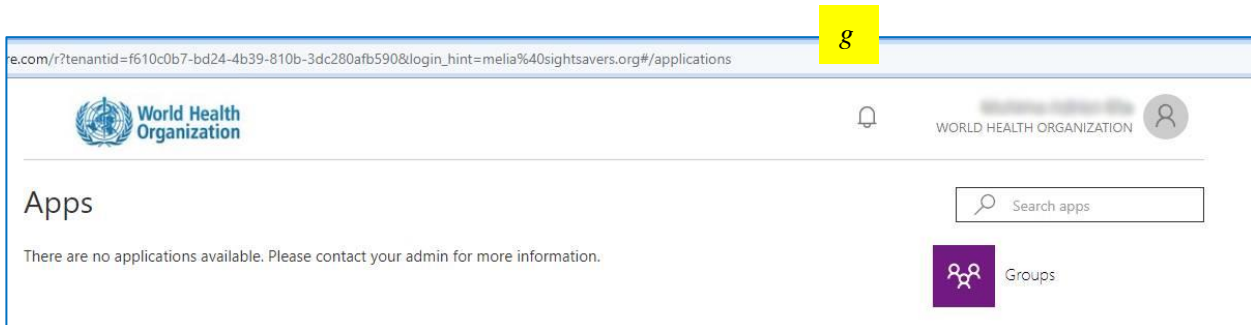 g
re.com/r?tenantid=f610c0b7-bd24-4b39-810b-3dc280afb590&login_hint=melia%40sightsavers.org#/applications
World Health
Organization
WORLD HEALTH ORGANIZATION
Apps
Search apps
There are no applications available. Please contact your admin for more information.
Groups